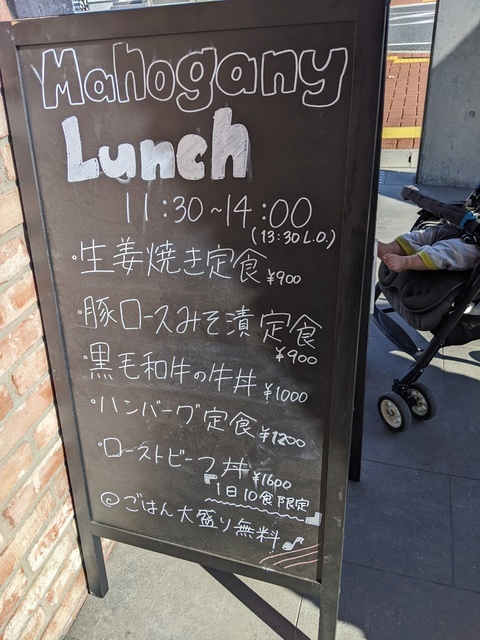 Mahogany
Lunch
11:30~14:00
(13:30 L.O.)
・生姜焼き定食 ¥900
・豚ロースみそ漬定食
¥900
・黒毛和牛の牛丼 ¥1000
・ハンバーグ定食 ¥1200
・ローストビーフ丼 ¥1600
「1日10食限定」
@ごはん大盛り無料♪